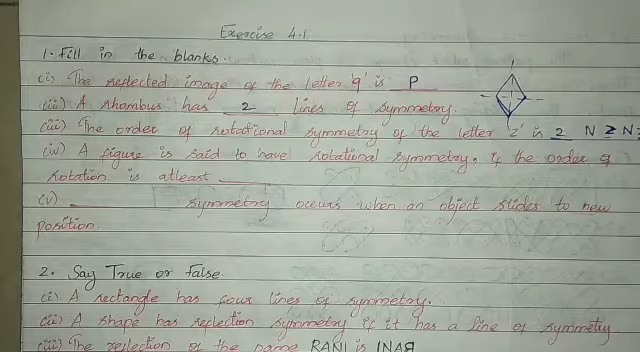 Exercise 4.1
1. Fill in the blanks.
(i) The reflected image of the letter 'q' is P
(ii) A rhombus has 2 lines of symmetry.
(iii) The order of rotational symmetry of the letter 'z' is 2 N ≥ N
(iv) A figure is said to have rotational symmetry, if the order of
rotation is atleast ______
(v) ______ symmetry occurs when an object slides to new
position.
2. Say True or False.
(i) A rectangle has four lines of symmetry.
(ii) A shape has reflection symmetry if it has a line of symmetry
(iii) The reflection of the name RANI is INAЯ